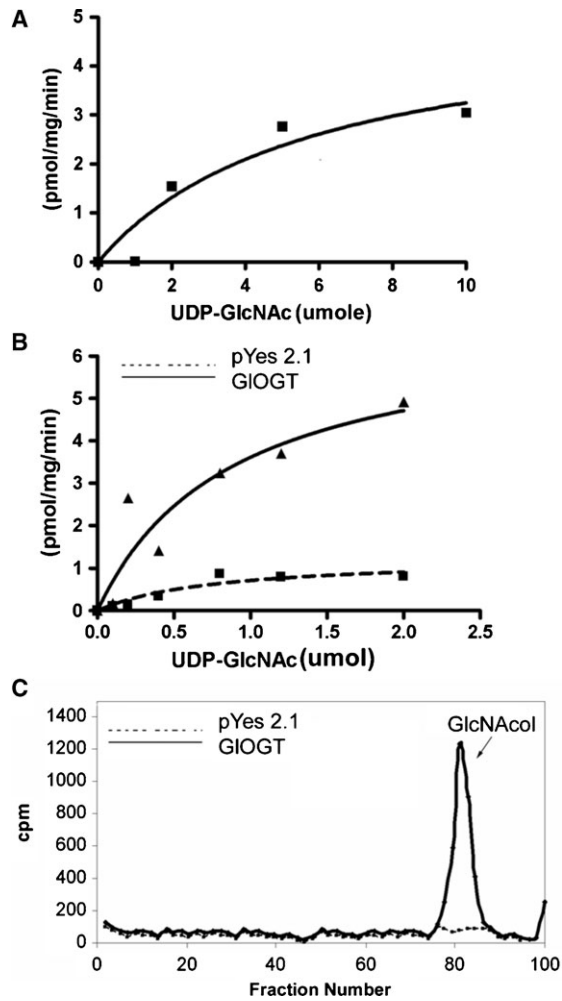 A
(pmol/mg/min)
5
4
3
2
1
0
0 2 4 6 8 10
UDP-GlcNAc (umole)
B
pYes 2.1
GlOGT
(pmol/mg/min)
6
5
4
3
2
1
0
0.0 0.5 1.0 1.5 2.0 2.5
UDP-GlcNAc (umol)
C
pYes 2.1
GlOGT
GlcNAcol
cpm
1400
1200
1000
800
600
400
200
0
0 20 40 60 80 100
Fraction Number